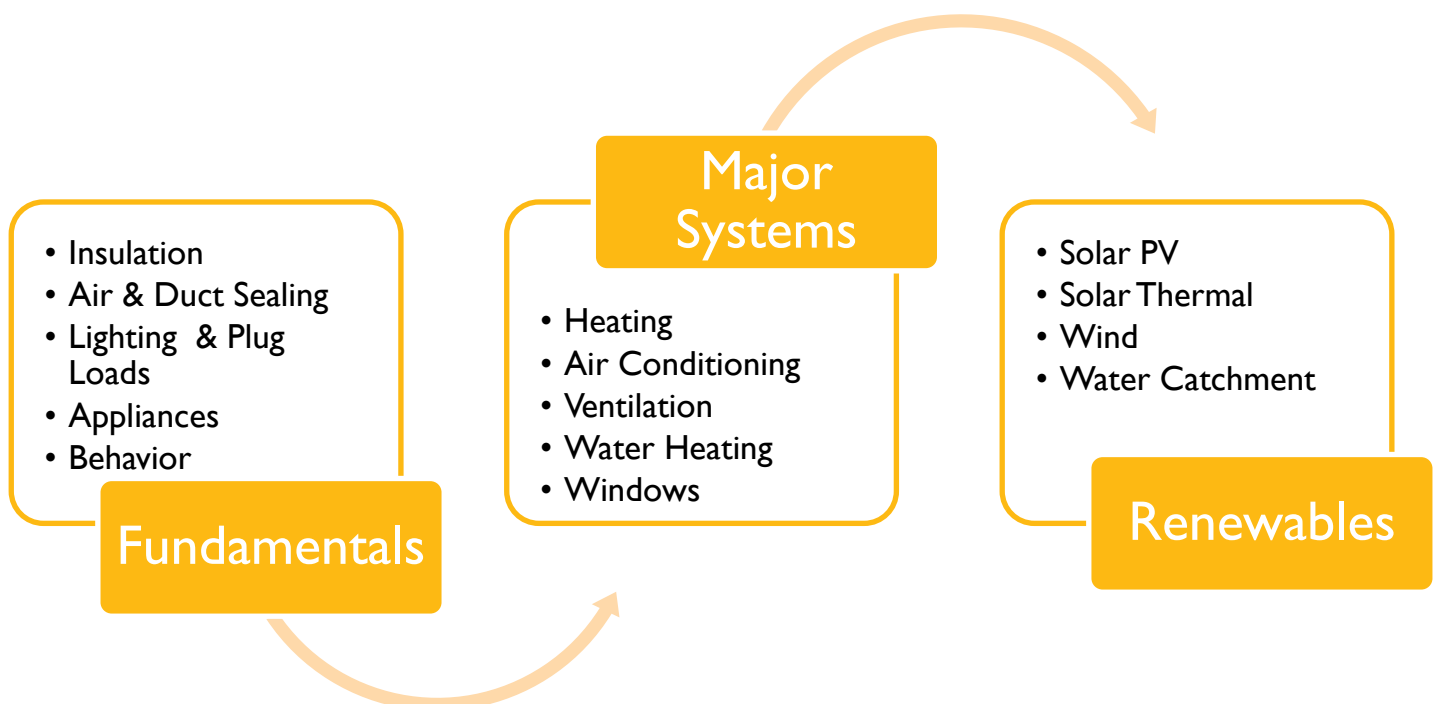 • Insulation
• Air & Duct Sealing
• Lighting & Plug
Loads
• Appliances
• Behavior
Fundamentals
Major
Systems
• Heating
• Air Conditioning
• Ventilation
• Water Heating
• Windows
• Solar PV
• Solar Thermal
• Wind
• Water Catchment
Renewables